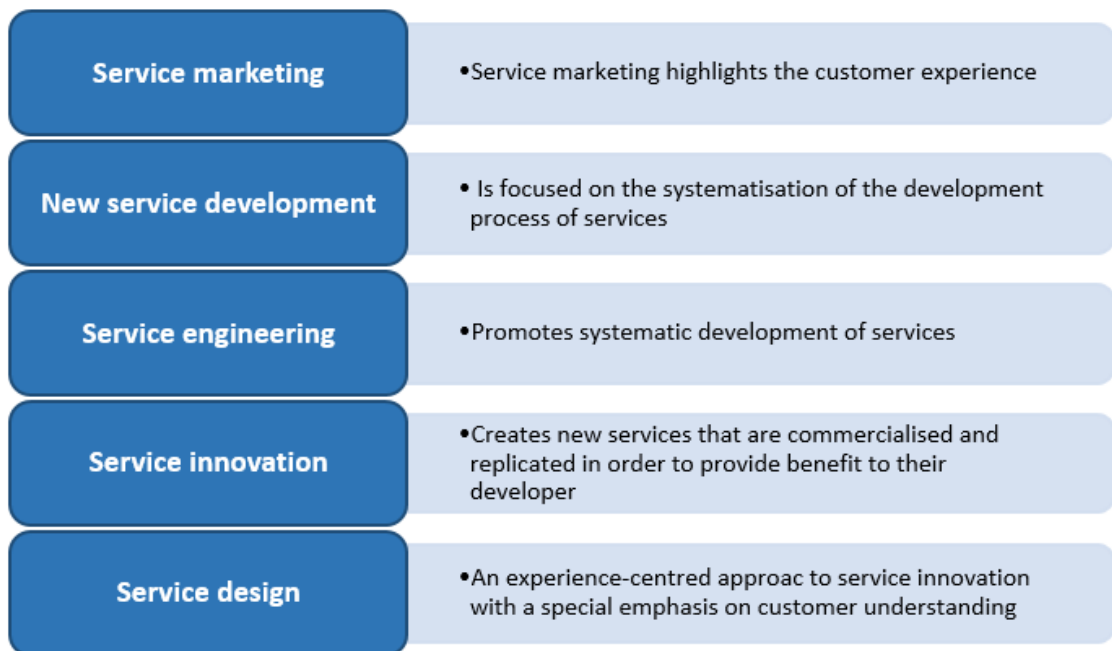 Service marketing
•Service marketing highlights the customer experience
New service development
• Is focused on the systematisation of the development
process of services
Service engineering
•Promotes systematic development of services
Service innovation
•Creates new services that are commercialised and
replicated in order to provide benefit to their
developer
Service design
•An experience-centred approac to service innovation
with a special emphasis on customer understanding